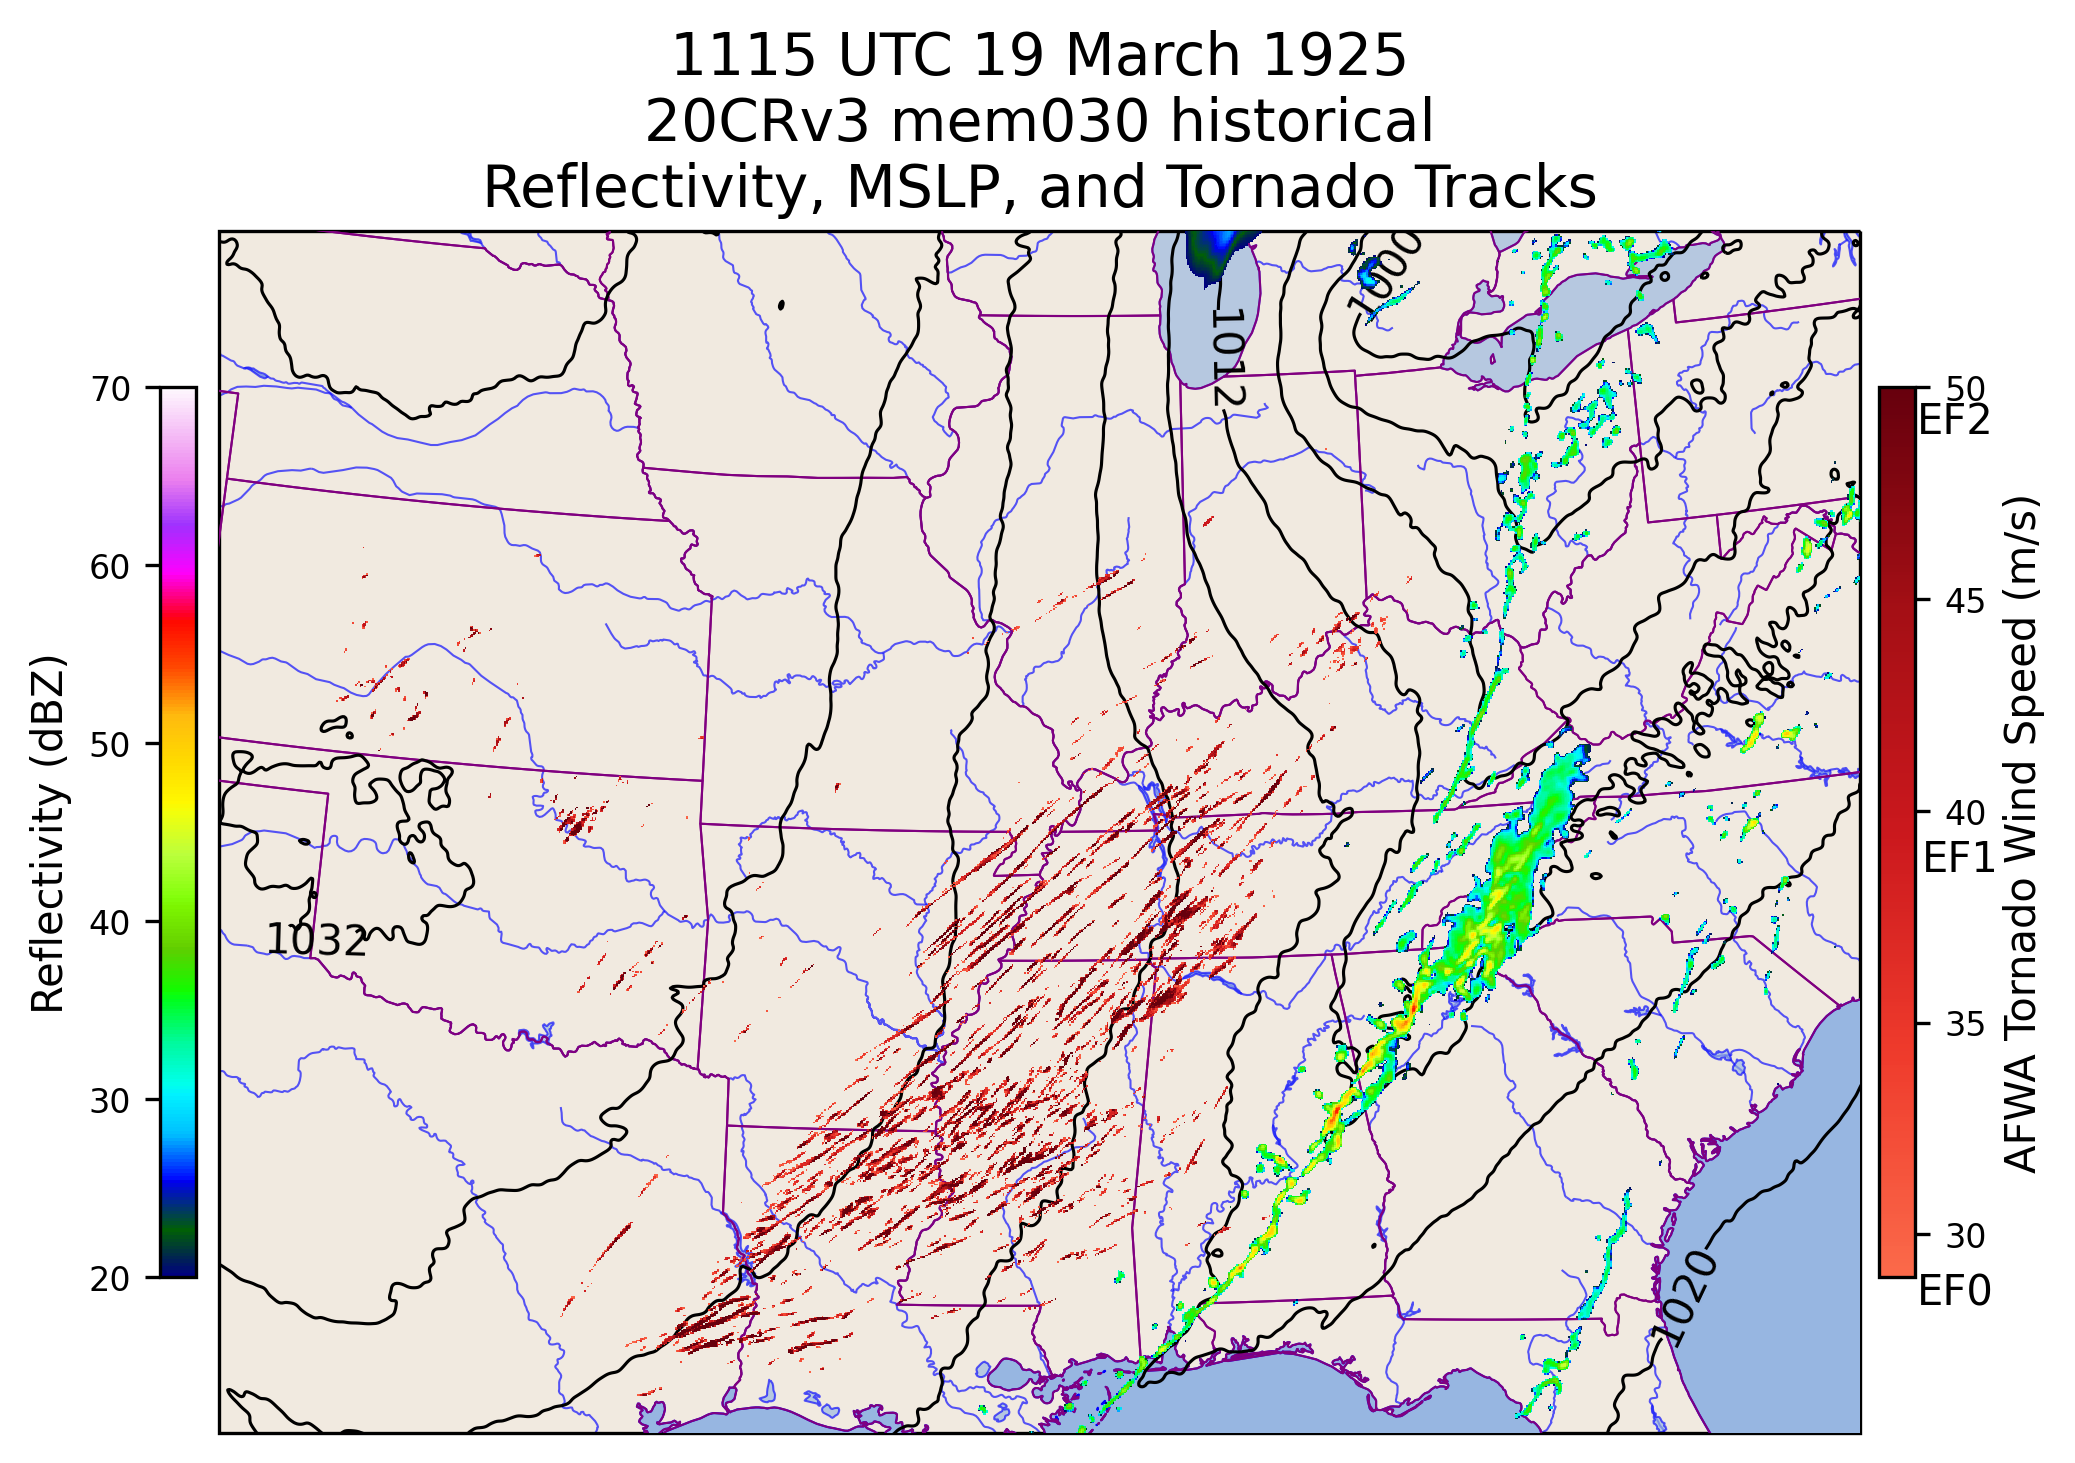 1115 UTC 19 March 1925
20CRv3 mem030 historical
Reflectivity, MSLP, and Tornado Tracks
1000
1012
1032
1020
70
60
50
40
30
20
Reflectivity (dBZ)
50
EF2
45
40
EF1
35
30
EF0
AFWA Tornado Wind Speed (m/s)